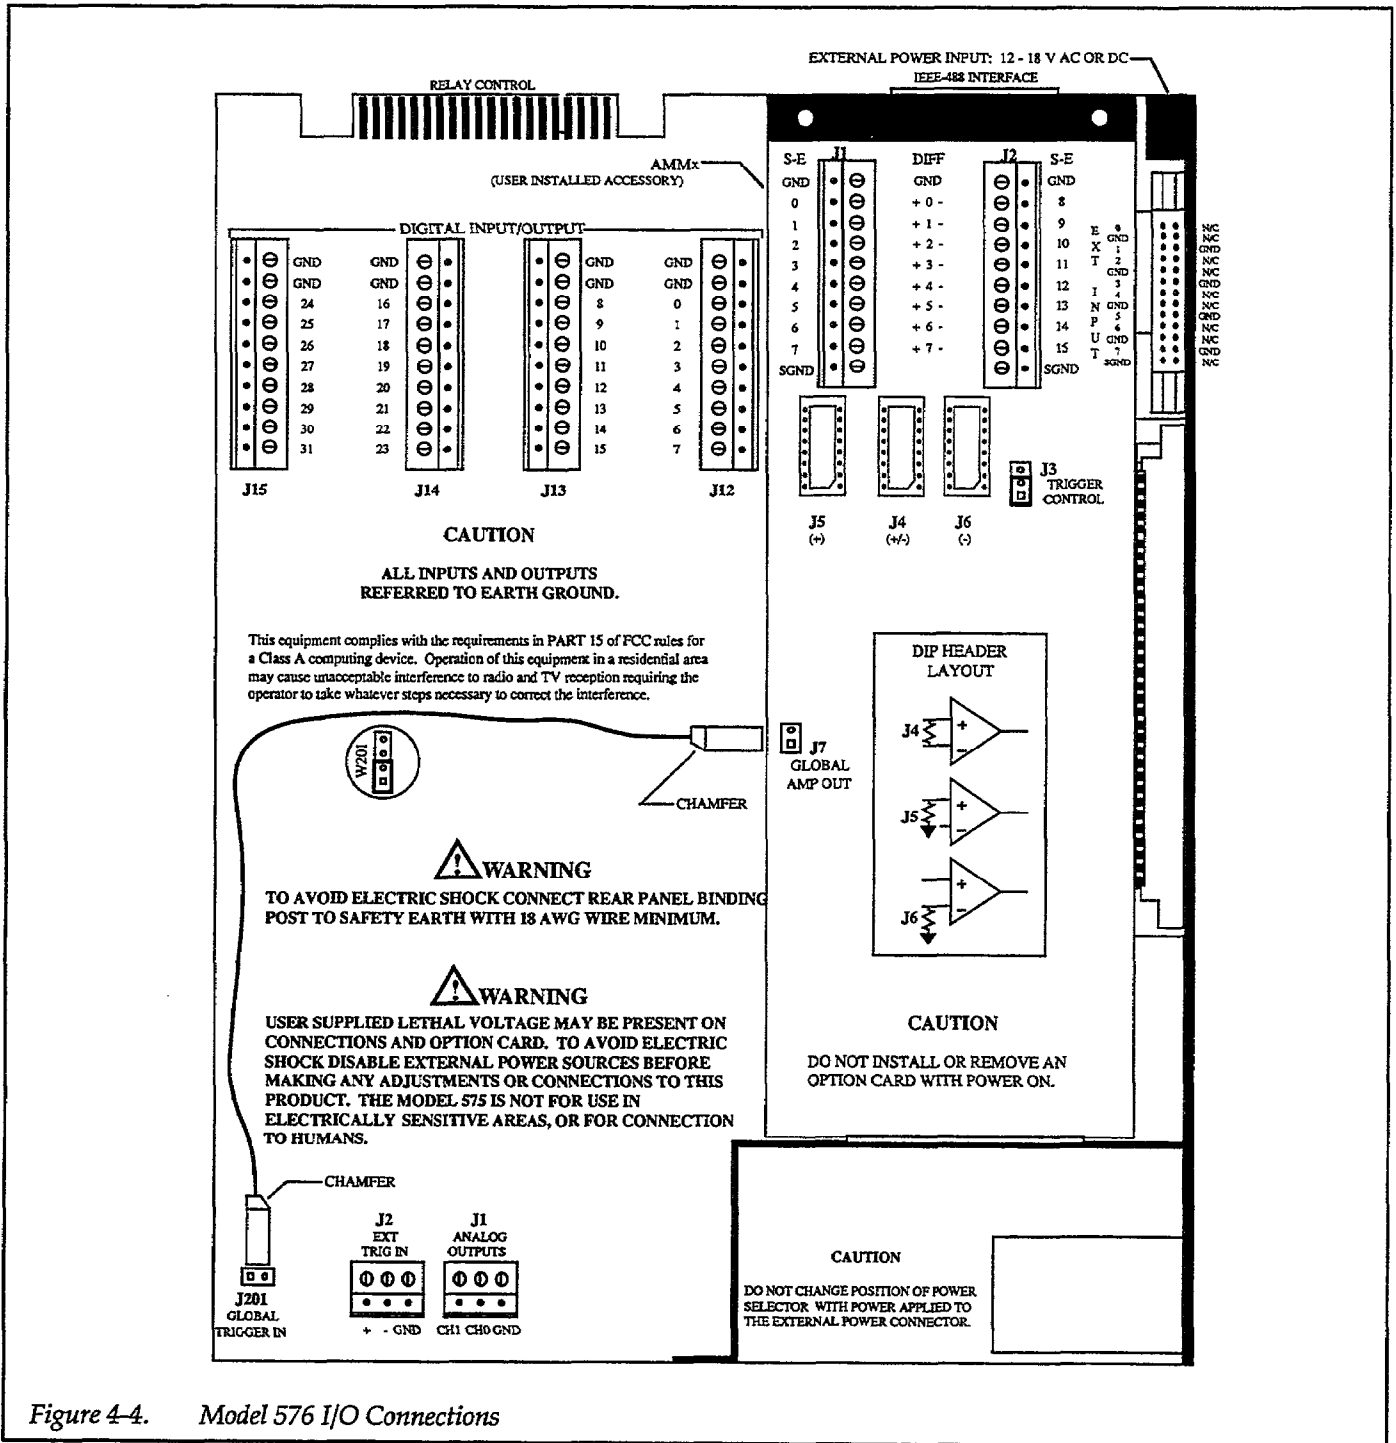 EXTERNAL POWER INPUT: 12 - 18 V AC OR DC
IEEE-488 INTERFACE
RELAY CONTROL
AMMx
(USER INSTALLED ACCESSORY)
S-E J1 DIFF J2 S-E
GND GND GND
0 + 0 - 8
1 + 1 - 9
2 + 2 - 10
3 + 3 - 11
4 + 4 - 12
5 + 5 - 13
6 + 6 - 14
7 + 7 - 15
SGND SGND
EXT INPUT
0 N/C
GND N/C
1 GND
2 N/C
GND N/C
3 GND
4 N/C
GND N/C
5 GND
6 N/C
GND N/C
7 GND
SGND N/C
DIGITAL INPUT/OUTPUT
GND GND GND GND
GND GND GND GND
24 16 8 0
25 17 9 1
26 18 10 2
27 19 11 3
28 20 12 4
29 21 13 5
30 22 14 6
31 23 15 7
J15 J14 J13 J12
J5 J4 J6
(+) (+/-) (-)
J3
TRIGGER
CONTROL
CAUTION
ALL INPUTS AND OUTPUTS
REFERRED TO EARTH GROUND.
This equipment complies with the requirements in PART 15 of FCC rules for
a Class A computing device. Operation of this equipment in a residential area
may cause unacceptable interference to radio and TV reception requiring the
operator to take whatever steps necessary to correct the interference.
W201
J7
GLOBAL
AMP OUT
CHAMFER
DIP HEADER
LAYOUT
J4 + -
J5 + -
J6 + -
! WARNING
TO AVOID ELECTRIC SHOCK CONNECT REAR PANEL BINDING
POST TO SAFETY EARTH WITH 18 AWG WIRE MINIMUM.
! WARNING
USER SUPPLIED LETHAL VOLTAGE MAY BE PRESENT ON
CONNECTIONS AND OPTION CARD. TO AVOID ELECTRIC
SHOCK DISABLE EXTERNAL POWER SOURCES BEFORE
MAKING ANY ADJUSTMENTS OR CONNECTIONS TO THIS
PRODUCT. THE MODEL 575 IS NOT FOR USE IN
ELECTRICALLY SENSITIVE AREAS, OR FOR CONNECTION
TO HUMANS.
CAUTION
DO NOT INSTALL OR REMOVE AN
OPTION CARD WITH POWER ON.
CHAMFER
J201
GLOBAL
TRIGGER IN
J2
EXT
TRIG IN
+ - GND
J1
ANALOG
OUTPUTS
CH1 CH0 GND
CAUTION
DO NOT CHANGE POSITION OF POWER
SELECTOR WITH POWER APPLIED TO
THE EXTERNAL POWER CONNECTOR.
Figure 4-4. Model 576 I/O Connections